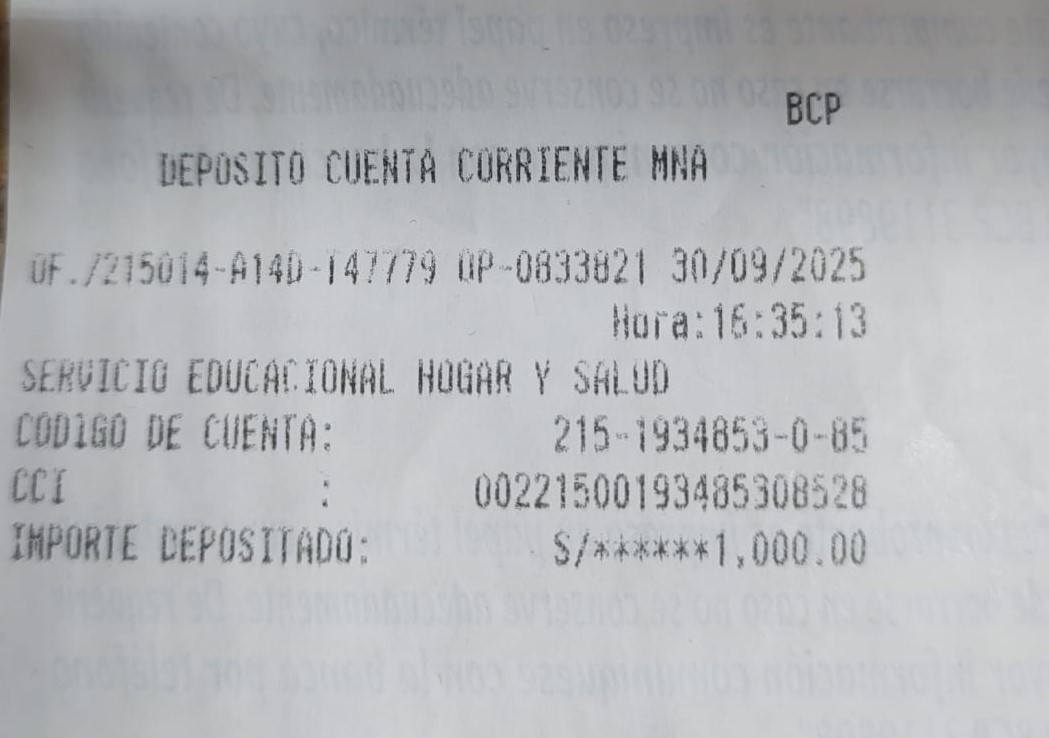 BCP
DEPOSITO CUENTA CORRIENTE MNA
OF./215014-A14D-T47779 OP-0833821 30/09/2025
Hora:16:35:13
SERVICIO EDUCACIONAL HOGAR Y SALUD
CODIGO DE CUENTA: 215-1934853-0-85
CCI : 00221500193485308528
IMPORTE DEPOSITADO: S/******1,000.00